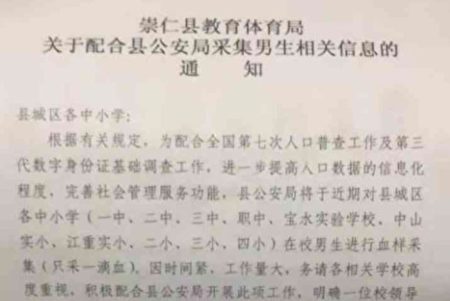 崇仁县教育体育局
关于配合县公安局采集男生相关信息的
通 知
县城区各中小学:
根据有关规定，为配合全国第七次人口普查工作及第三
代数字身份证基础调查工作，进一步提高人口数据的信息化
程度，完善社会管理服务功能，县公安局将于近期对县城区
各中小学（一中、二中、三中、职中、宝水实验学校、中山
实小、江重实小、二小、三小、四小）在校男生进行血样采
集（只采一滴血）。因时间紧，工作量大，务请各相关学校高
度重视，积极配合县公安局开展此项工作，明确一位校领导